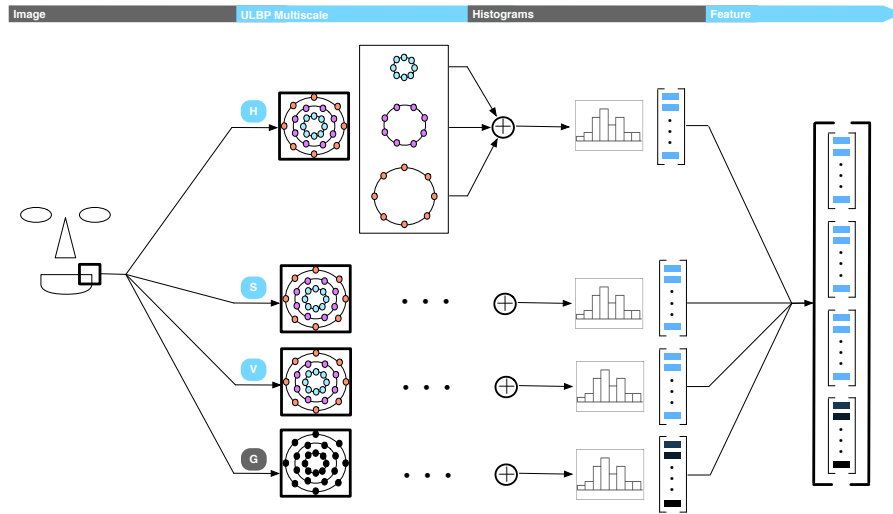 Image
ULBP Multiscale
Histograms
Feature
H
S
V
G